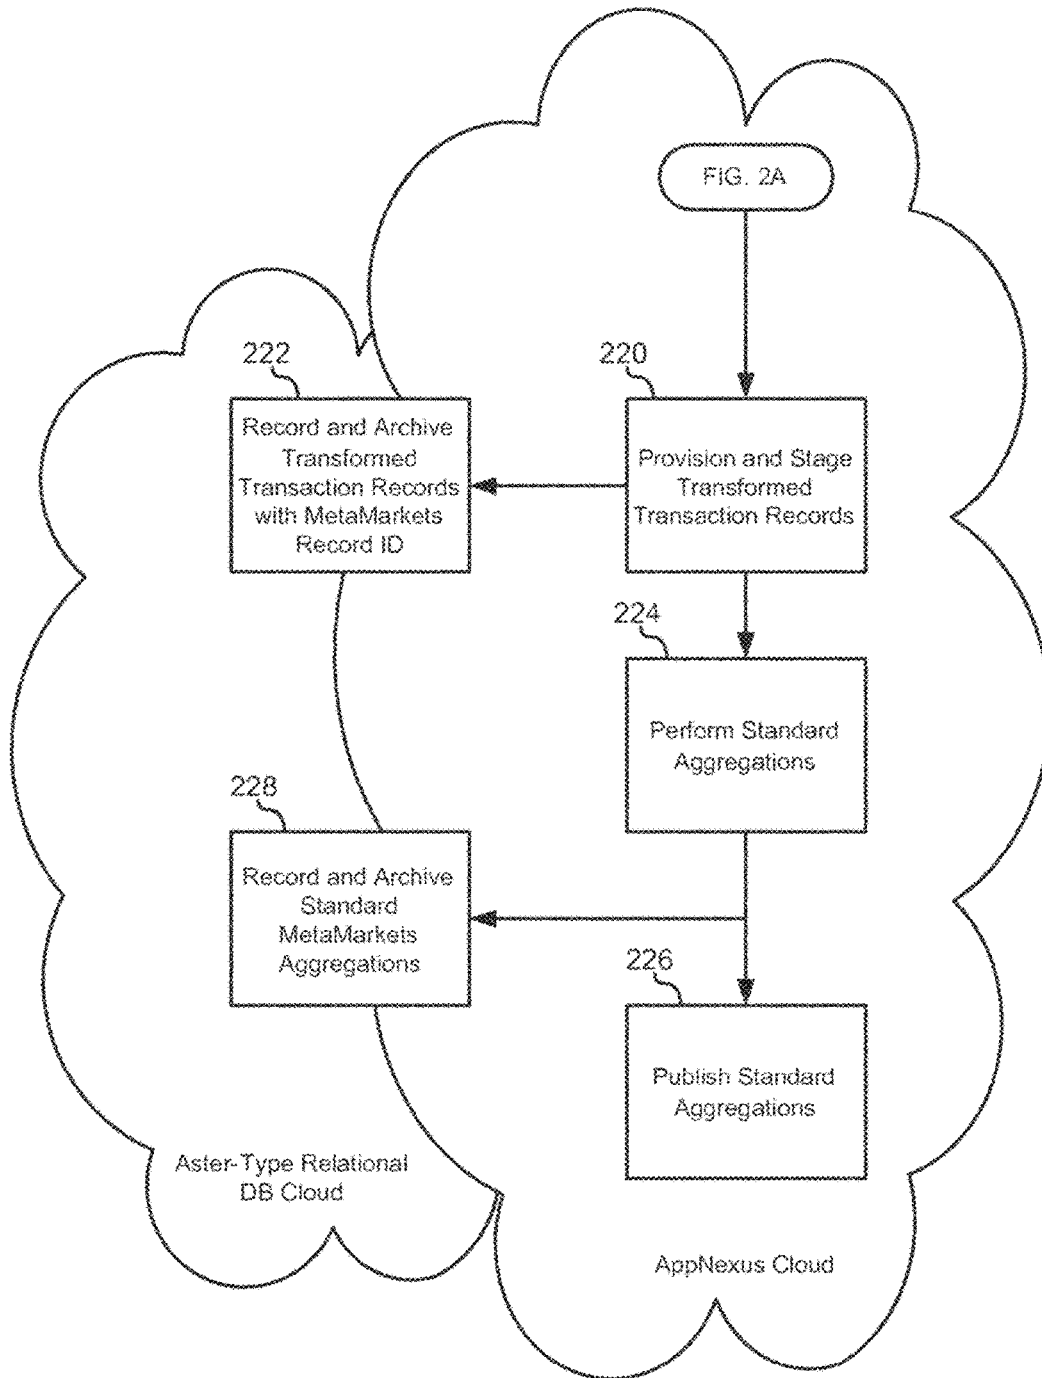 FIG. 2A
222
Record and Archive
Transformed
Transaction Records
with MetaMarkets
Record ID
220
Provision and Stage
Transformed
Transaction Records
224
Perform Standard
Aggregations
228
Record and Archive
Standard
MetaMarkets
Aggregations
226
Publish Standard
Aggregations
Aster-Type Relational
DB Cloud
AppNexus Cloud